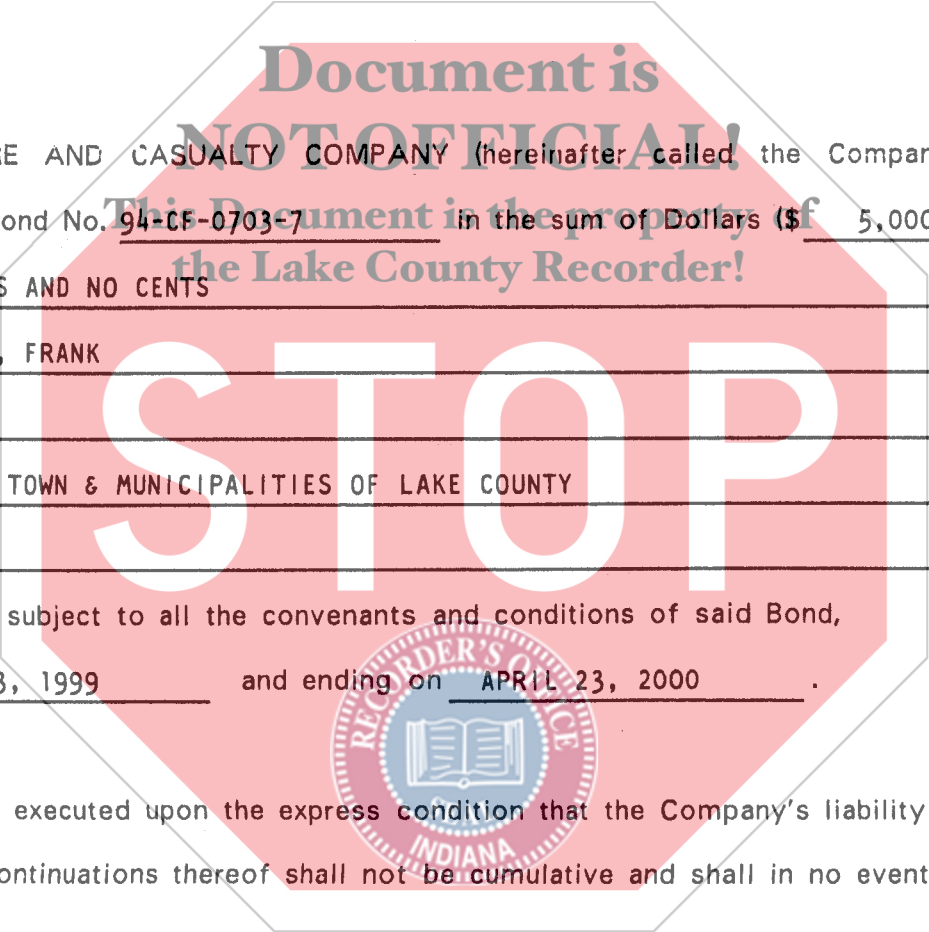 Document is
NOT OFFICIAL!
This Document is the property of
the Lake County Recorder!
STOP
RE AND CASUALTY COMPANY (hereinafter called the Compan
ond No. 94-CF-0703-7 in the sum of Dollars ($ 5,000
S AND NO CENTS
, FRANK
TOWN & MUNICIPALITIES OF LAKE COUNTY
subject to all the convenants and conditions of said Bond,
3, 1999 and ending on APRIL 23, 2000 .
RECORDER'S OFFICE
INDIANA
executed upon the express condition that the Company's liability
ontinuations thereof shall not be cumulative and shall in no event